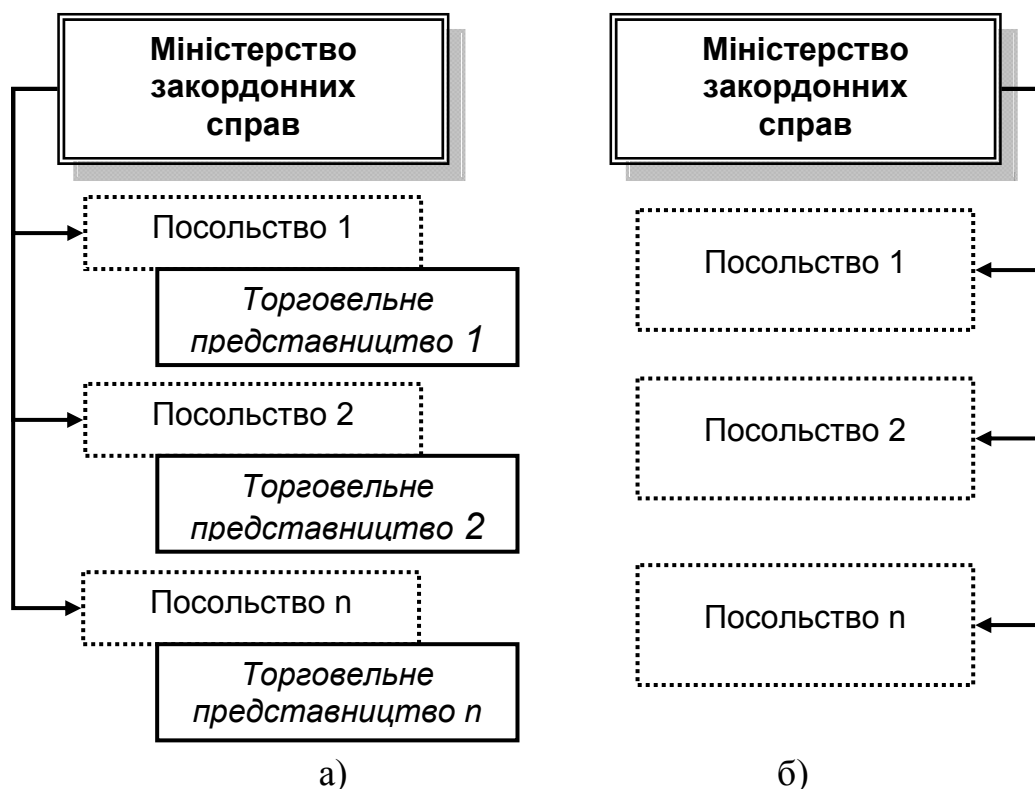 Міністерство
закордонних
справ
Посольство 1
Торговельне
представництво 1
Посольство 2
Торговельне
представництво 2
Посольство n
Торговельне
представництво n
а)
Міністерство
закордонних
справ
Посольство 1
Посольство 2
Посольство n
б)